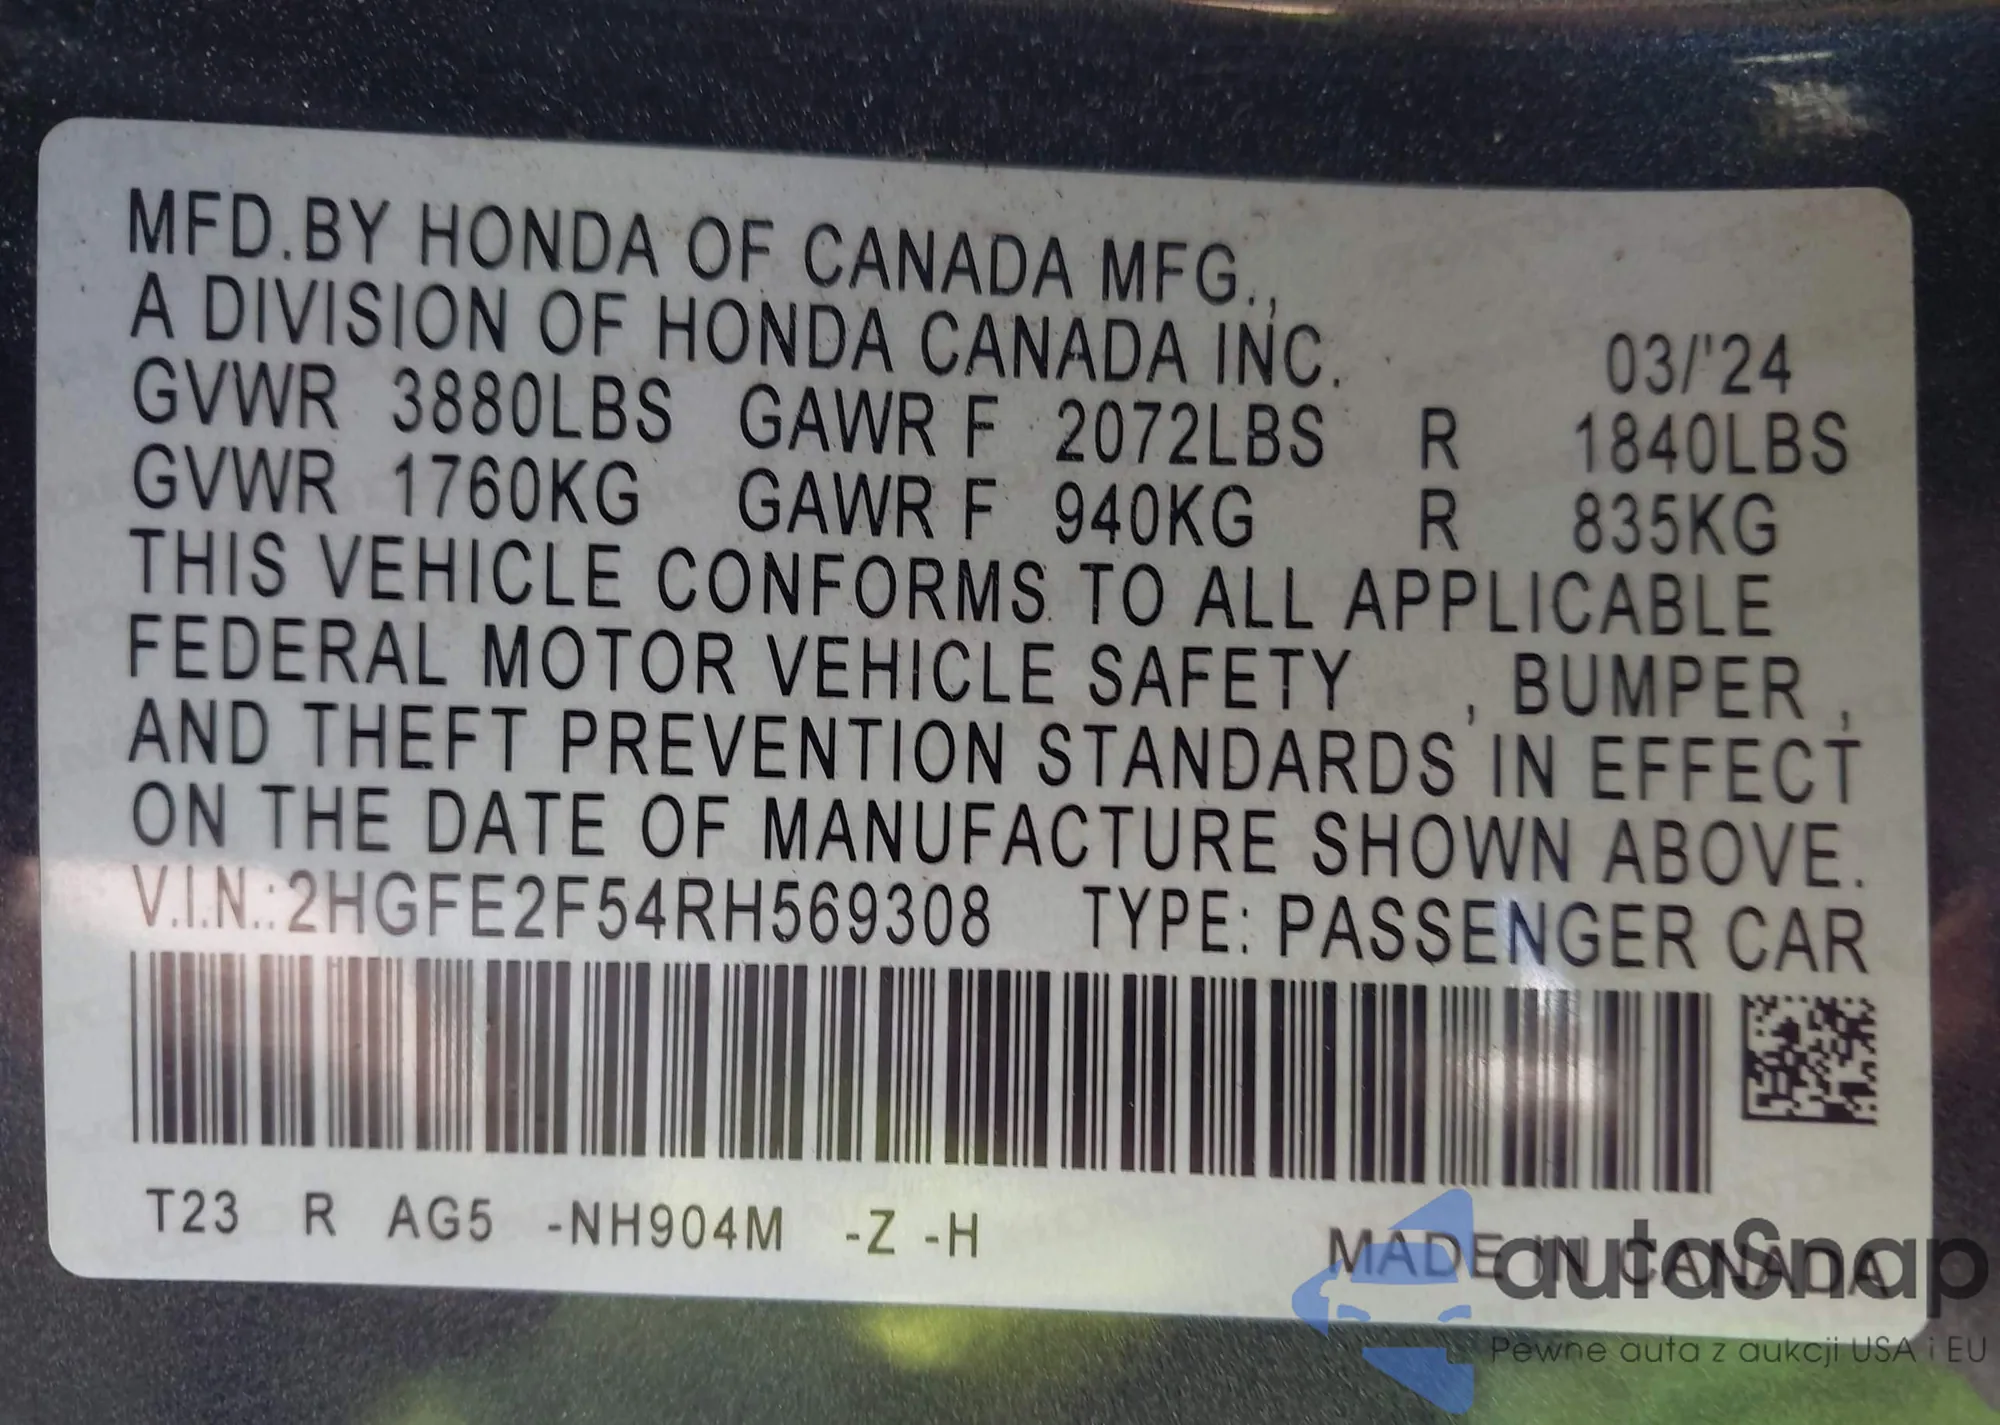 MFD.BY HONDA OF CANADA MFG.,
A DIVISION OF HONDA CANADA INC. 03/'24
GVWR 3880LBS GAWR F 2072LBS R 1840LBS
GVWR 1760KG GAWR F 940KG R 835KG
THIS VEHICLE CONFORMS TO ALL APPLICABLE
FEDERAL MOTOR VEHICLE SAFETY , BUMPER ,
AND THEFT PREVENTION STANDARDS IN EFFECT
ON THE DATE OF MANUFACTURE SHOWN ABOVE.
V.I.N.:2HGFE2F54RH569308 TYPE: PASSENGER CAR
T23 R AG5 -NH904M -Z -H MADE IN CANADA
autoSnap
Pewne auta z aukcji USA i EU